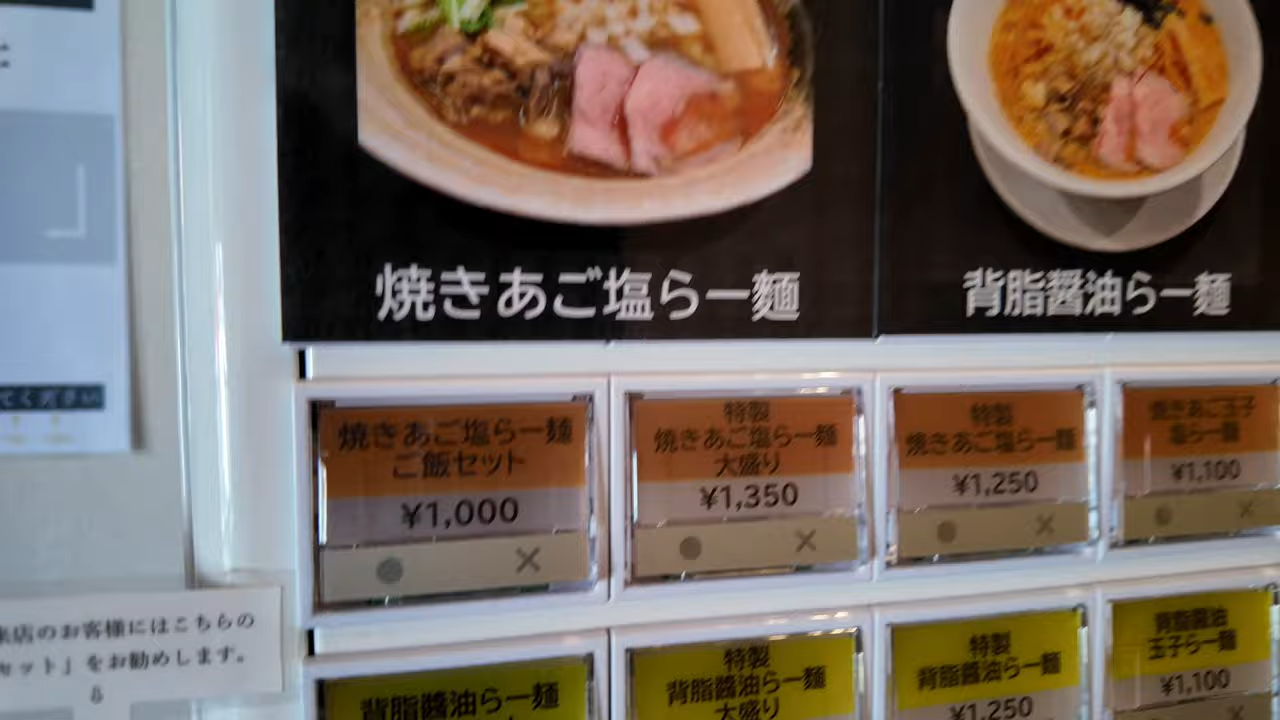 焼きあご塩らー麺
背脂醤油らー麺
てください
焼きあご塩らー麺
ご飯セット
¥1,000
特製
焼きあご塩らー麺
大盛り
¥1,350
特製
焼きあご塩らー麺
¥1,250
焼きあご玉子
塩らー麺
¥1,100
来店のお客様にはこちらの
セット」をお勧めします。
⇩
背脂醤油らー麺
特製
背脂醤油らー麺
大盛り
特製
背脂醤油らー麺
¥1,250
背脂醤油
玉子らー麺
¥1,100